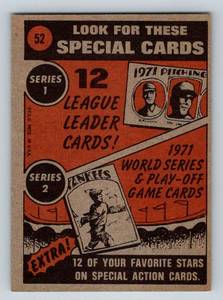 52
LOOK FOR THESE
SPECIAL CARDS
SERIES
1
12
LEAGUE
LEADER
CARDS!
1971 PITCHING
1971
WORLD SERIES
& PLAY-OFF
GAME CARDS
SERIES
2
YANKEES
EXTRA!
12 OF YOUR FAVORITE STARS
ON SPECIAL ACTION CARDS.